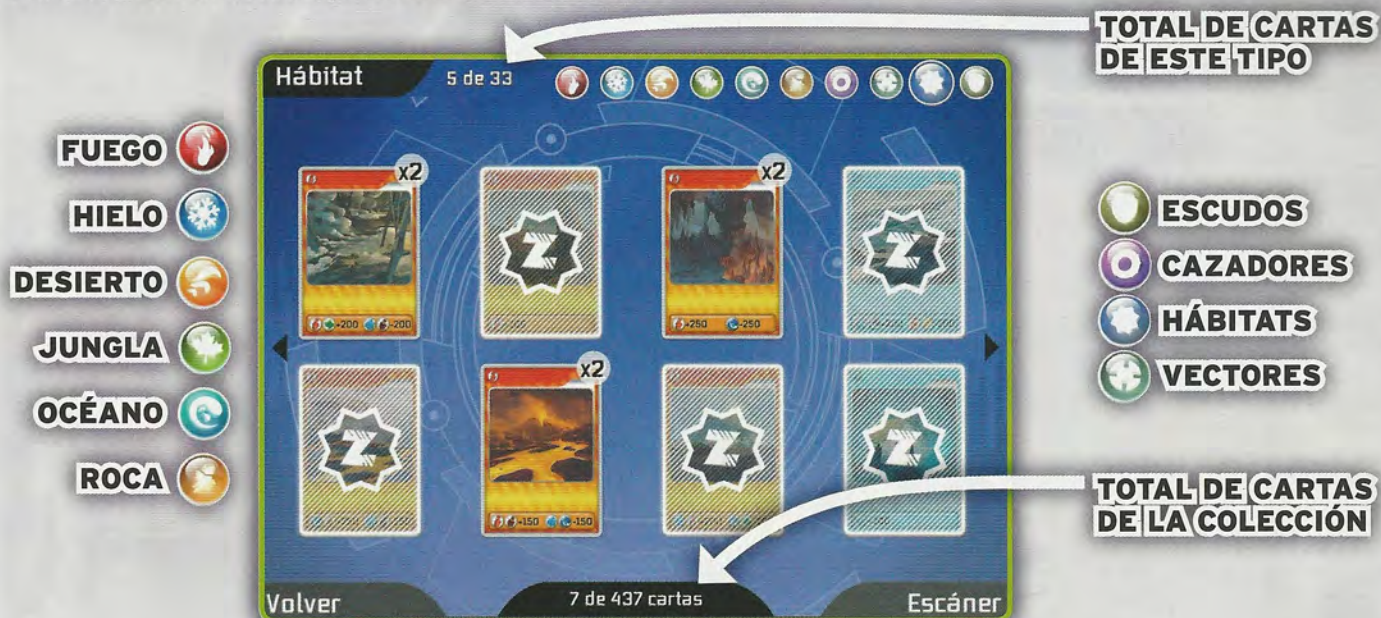 TOTAL DE CARTAS
DE ESTE TIPO
Hábitat
5 de 33
FUEGO
HIELO
DESIERTO
JUNGLA
OCÉANO
ROCA
x2
x2
+200 -200
+250 -250
x2
+150 -150
ESCUDOS
CAZADORES
HÁBITATS
VECTORES
TOTAL DE CARTAS
DE LA COLECCIÓN
Volver
7 de 437 cartas
Escáner